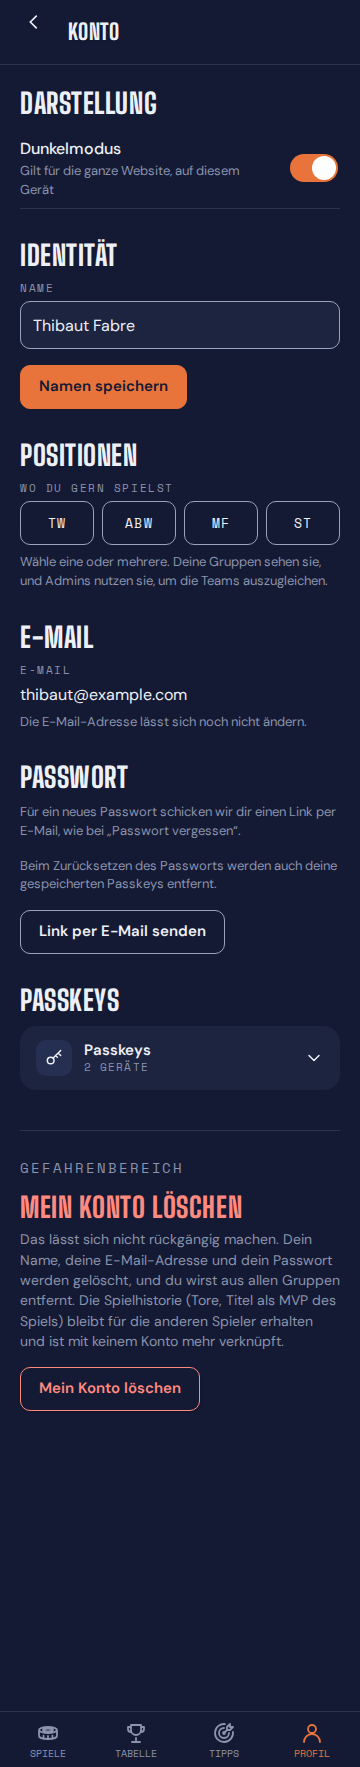 KONTO
DARSTELLUNG
Dunkelmodus
Gilt für die ganze Website, auf diesem
Gerät
IDENTITÄT
NAME
Thibaut Fabre
Namen speichern
POSITIONEN
WO DU GERN SPIELST
TW ABW MF ST
Wähle eine oder mehrere. Deine Gruppen sehen sie,
und Admins nutzen sie, um die Teams auszugleichen.
E-MAIL
E-MAIL
thibaut@example.com
Die E-Mail-Adresse lässt sich noch nicht ändern.
PASSWORT
Für ein neues Passwort schicken wir dir einen Link per
E-Mail, wie bei „Passwort vergessen“.
Beim Zurücksetzen des Passworts werden auch deine
gespeicherten Passkeys entfernt.
Link per E-Mail senden
PASSKEYS
Passkeys
2 GERÄTE
GEFAHRENBEREICH
MEIN KONTO LÖSCHEN
Das lässt sich nicht rückgängig machen. Dein
Name, deine E-Mail-Adresse und dein Passwort
werden gelöscht, und du wirst aus allen Gruppen
entfernt. Die Spielhistorie (Tore, Titel als MVP des
Spiels) bleibt für die anderen Spieler erhalten
und ist mit keinem Konto mehr verknüpft.
Mein Konto löschen
SPIELE TABELLE TIPPS PROFIL